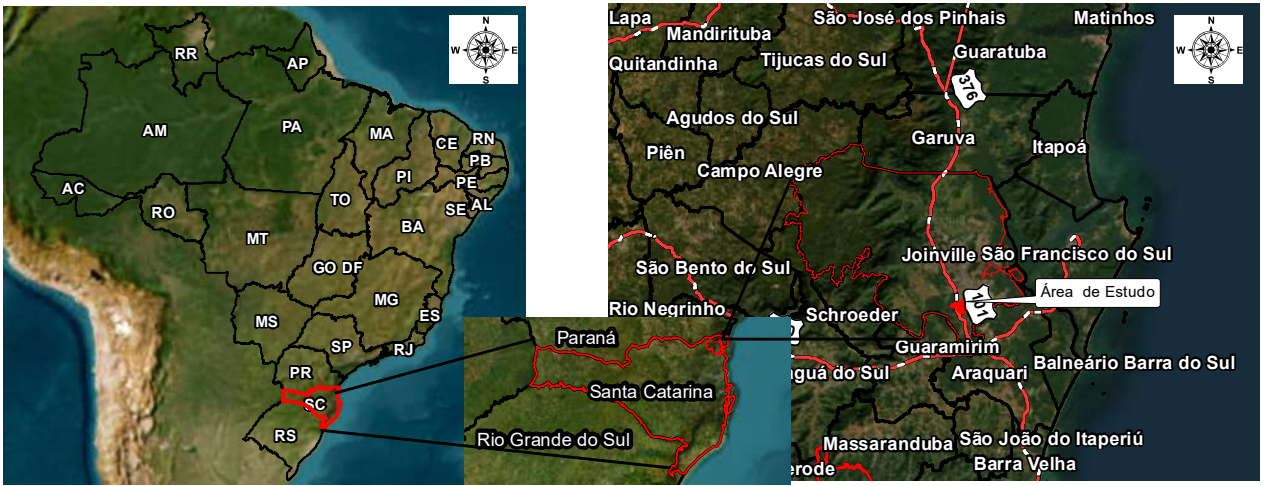 N
W E
S
RR
AP
AM
PA
MA
CE
RN
PB
PI
PE
AL
SE
AC
RO
TO
BA
MT
GO DF
MG
ES
MS
SP
RJ
PR
SC
RS
Paraná
Santa Catarina
Rio Grande do Sul
N
W E
S
Lapa
São José dos Pinhais
Matinhos
Mandirituba
Guaratuba
Quitandinha
Tijucas do Sul
376
Agudos do Sul
Garuva
Itapoá
Piên
Campo Alegre
Joinville
São Francisco do Sul
São Bento do Sul
Área de Estudo
101
Rio Negrinho
Schroeder
Guaramirim
Balneário Barra do Sul
aguá do Sul
Araquari
Massaranduba
São João do Itaperiú
Barra Velha
erode